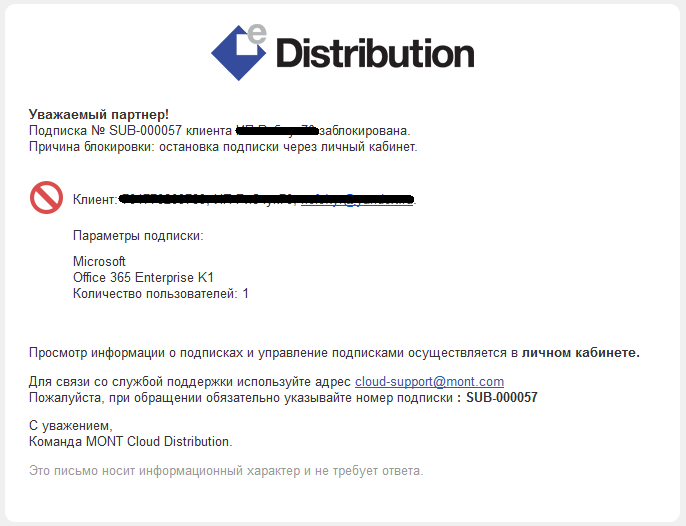 e
Distribution
Уважаемый партнер!
Подписка № SUB-000057 клиента заблокирована.
Причина блокировки: остановка подписки через личный кабинет.
Клиент:
Параметры подписки:
Microsoft
Office 365 Enterprise K1
Количество пользователей: 1
Просмотр информации о подписках и управление подписками осуществляется в личном кабинете.
Для связи со службой поддержки используйте адрес cloud-support@mont.com
Пожалуйста, при обращении обязательно указывайте номер подписки : SUB-000057
С уважением,
Команда MONT Cloud Distribution.
Это письмо носит информационный характер и не требует ответа.